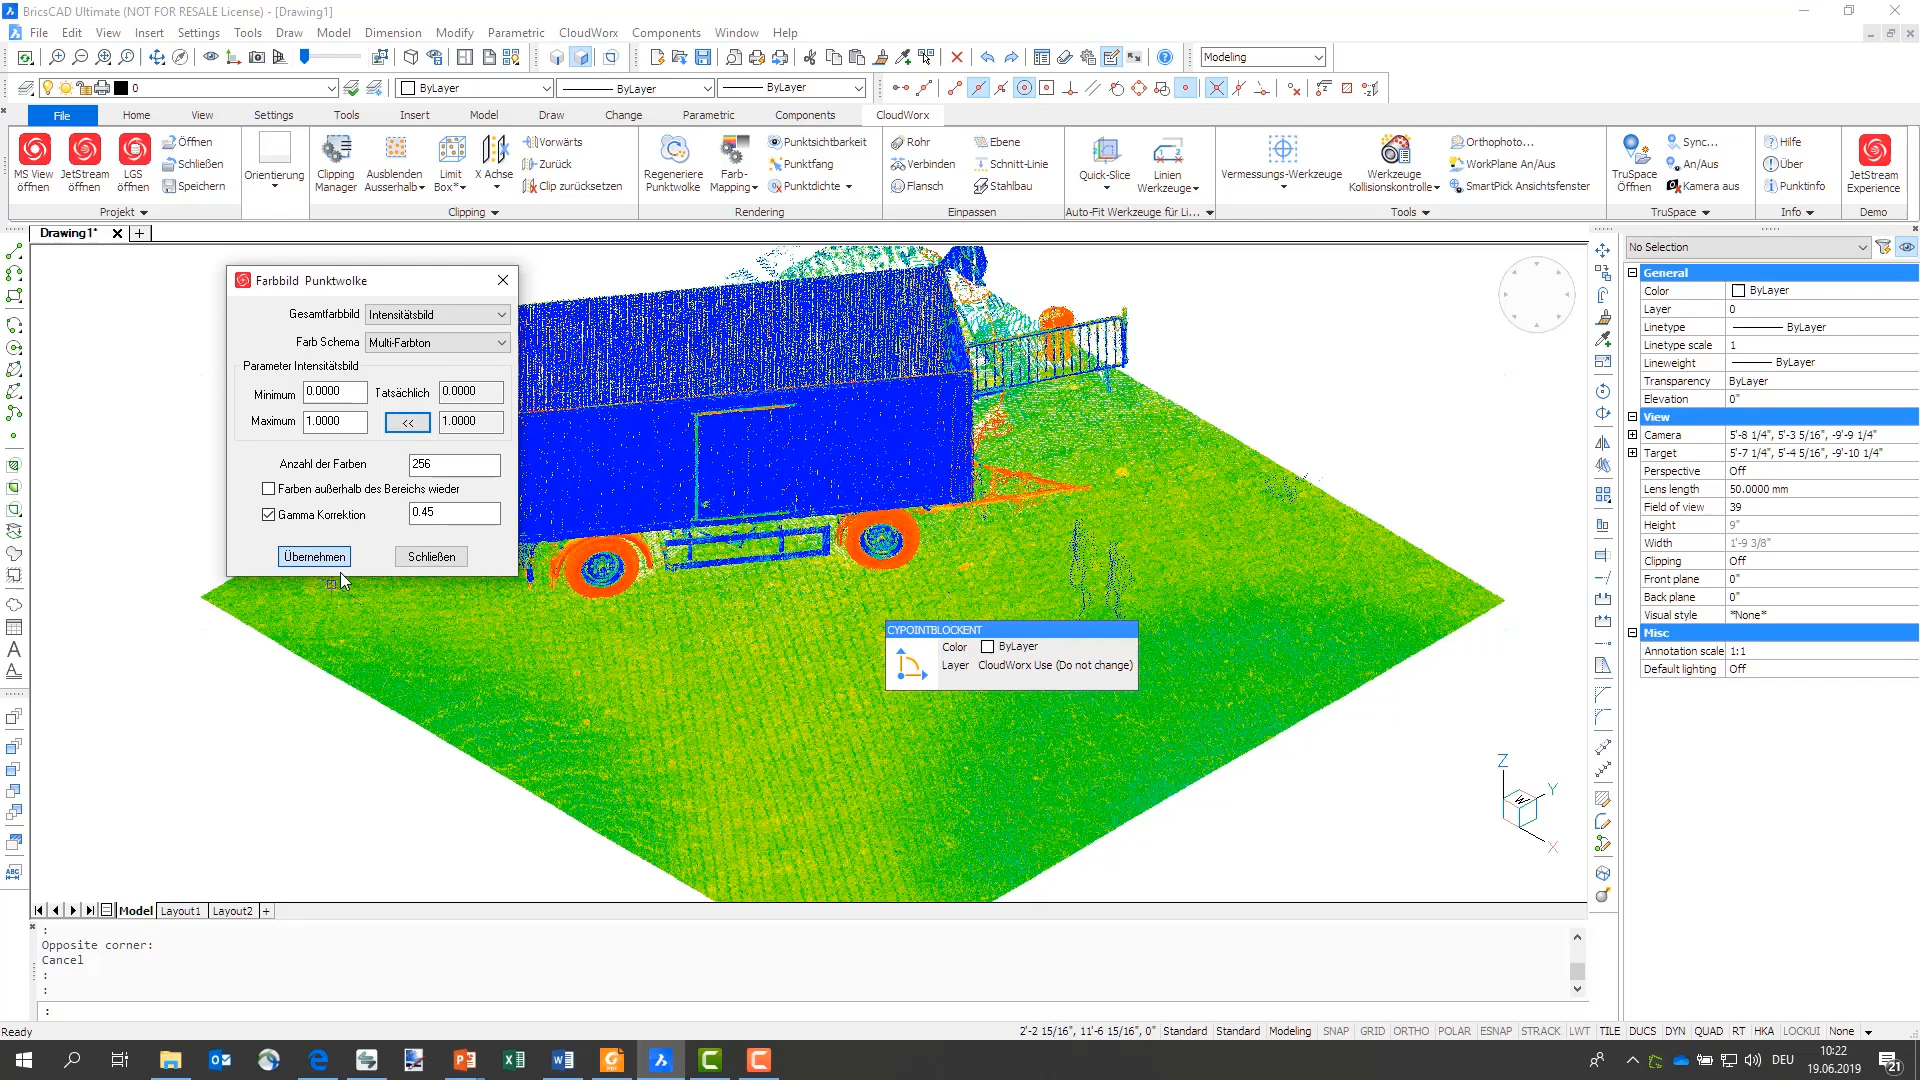 BricsCAD Ultimate (NOT FOR RESALE License) - [Drawing1]
File Edit View Insert Settings Tools Draw Model Dimension Modify Parametric CloudWorx Components Window Help
Modeling
0 ByLayer ByLayer ByLayer
File Home View Settings Tools Insert Model Draw Change Parametric Components CloudWorx
MS View öffnen
JetStream öffnen
LGS öffnen
Öffnen
Schließen
Speichern
Projekt
Orientierung
Clipping Manager
Ausblenden Ausserhalb
Limit Box*
X Achse
Vorwärts
Zurück
Clip zurücksetzen
Clipping
Regeneriere Punktwolke
Farb-Mapping
Punktsichtbarkeit
Punktfang
Punktdichte
Rendering
Rohr
Verbinden
Flansch
Ebene
Schnitt-Linie
Stahlbau
Einpassen
Quick-Slice
Linien Werkzeuge
Auto-Fit Werkzeuge für Li...
Vermessungs-Werkzeuge
Werkzeuge Kollisionskontrolle
Orthophoto...
WorkPlane An/Aus
SmartPick Ansichtsfenster
Tools
TruSpace Öffnen
Sync...
An/Aus
Kamera aus
TruSpace
Hilfe
Über
Punktinfo
Info
JetStream Experience
Demo
Drawing1*
Farbbild Punktwolke
Gesamtfarbbild Intensitätsbild
Farb Schema Multi-Farbton
Parameter Intensitätsbild
Minimum 0.0000 Tatsächlich 0.0000
Maximum 1.0000 << 1.0000
Anzahl der Farben 256
Farben außerhalb des Bereichs wieder
Gamma Korrektion 0.45
Übernehmen Schließen
CYPOINTBLOCKENT
Color ByLayer
Layer CloudWorx Use (Do not change)
Z
Y
W
X
No Selection
General
Color ByLayer
Layer 0
Linetype ByLayer
Linetype scale 1
Lineweight ByLayer
Transparency ByLayer
Elevation 0"
View
Camera 5'-8 1/4", 5'-3 5/16", -9'-9 1/4"
Target 5'-7 1/4", 5'-4 5/16", -9'-10 1/4"
Perspective Off
Lens length 50.0000 mm
Field of view 39
Height 9"
Width 1'-9 3/8"
Clipping Off
Front plane 0"
Back plane 0"
Visual style *None*
Misc
Annotation scale 1:1
Default lighting Off
ABC
Model Layout1 Layout2 +
:
Opposite corner:
Cancel
:
:
:
Ready
2'-2 15/16", 11'-6 15/16", 0" Standard Standard Modeling SNAP GRID ORTHO POLAR ESNAP STRACK LWT TILE DUCS DYN QUAD RT HKA LOCKUI None
DEU
10:22
19.06.2019
21